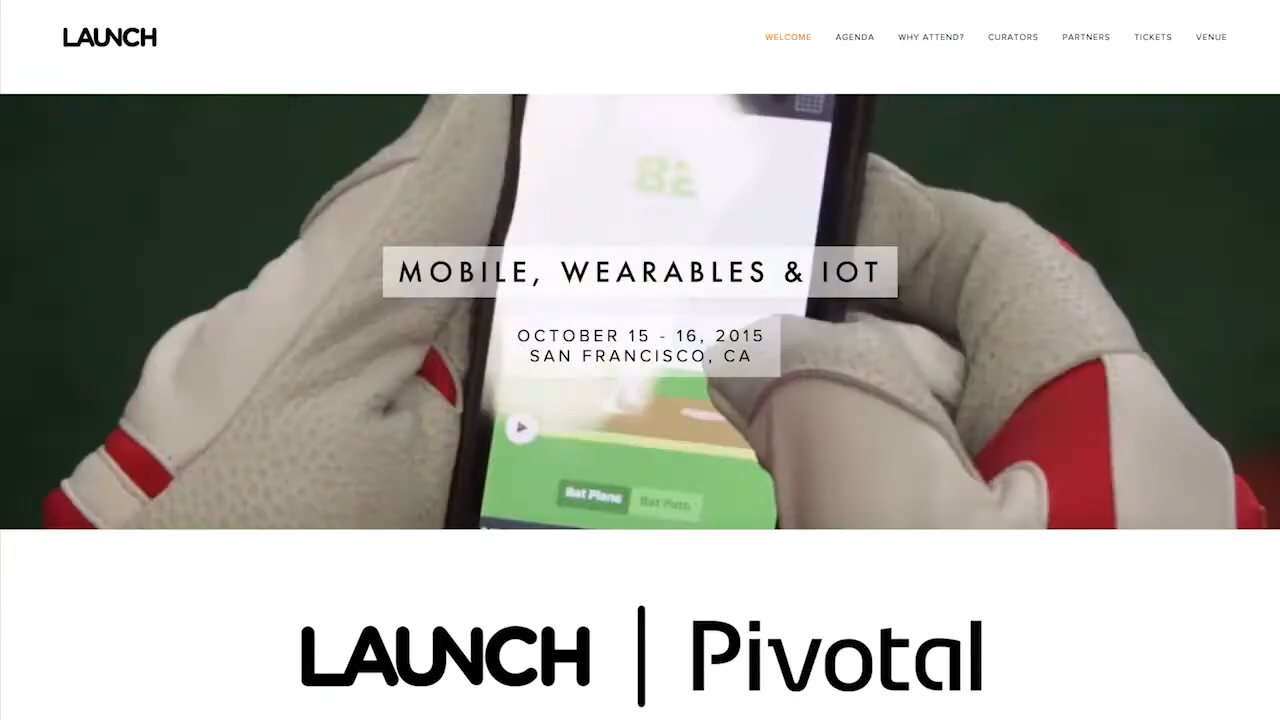 LAUNCH
WELCOME AGENDA WHY ATTEND? CURATORS PARTNERS TICKETS VENUE
82
MOBILE, WEARABLES & IOT
OCTOBER 15 - 16, 2015
SAN FRANCISCO, CA
Bat Plane Bat Path
LAUNCH | Pivotal